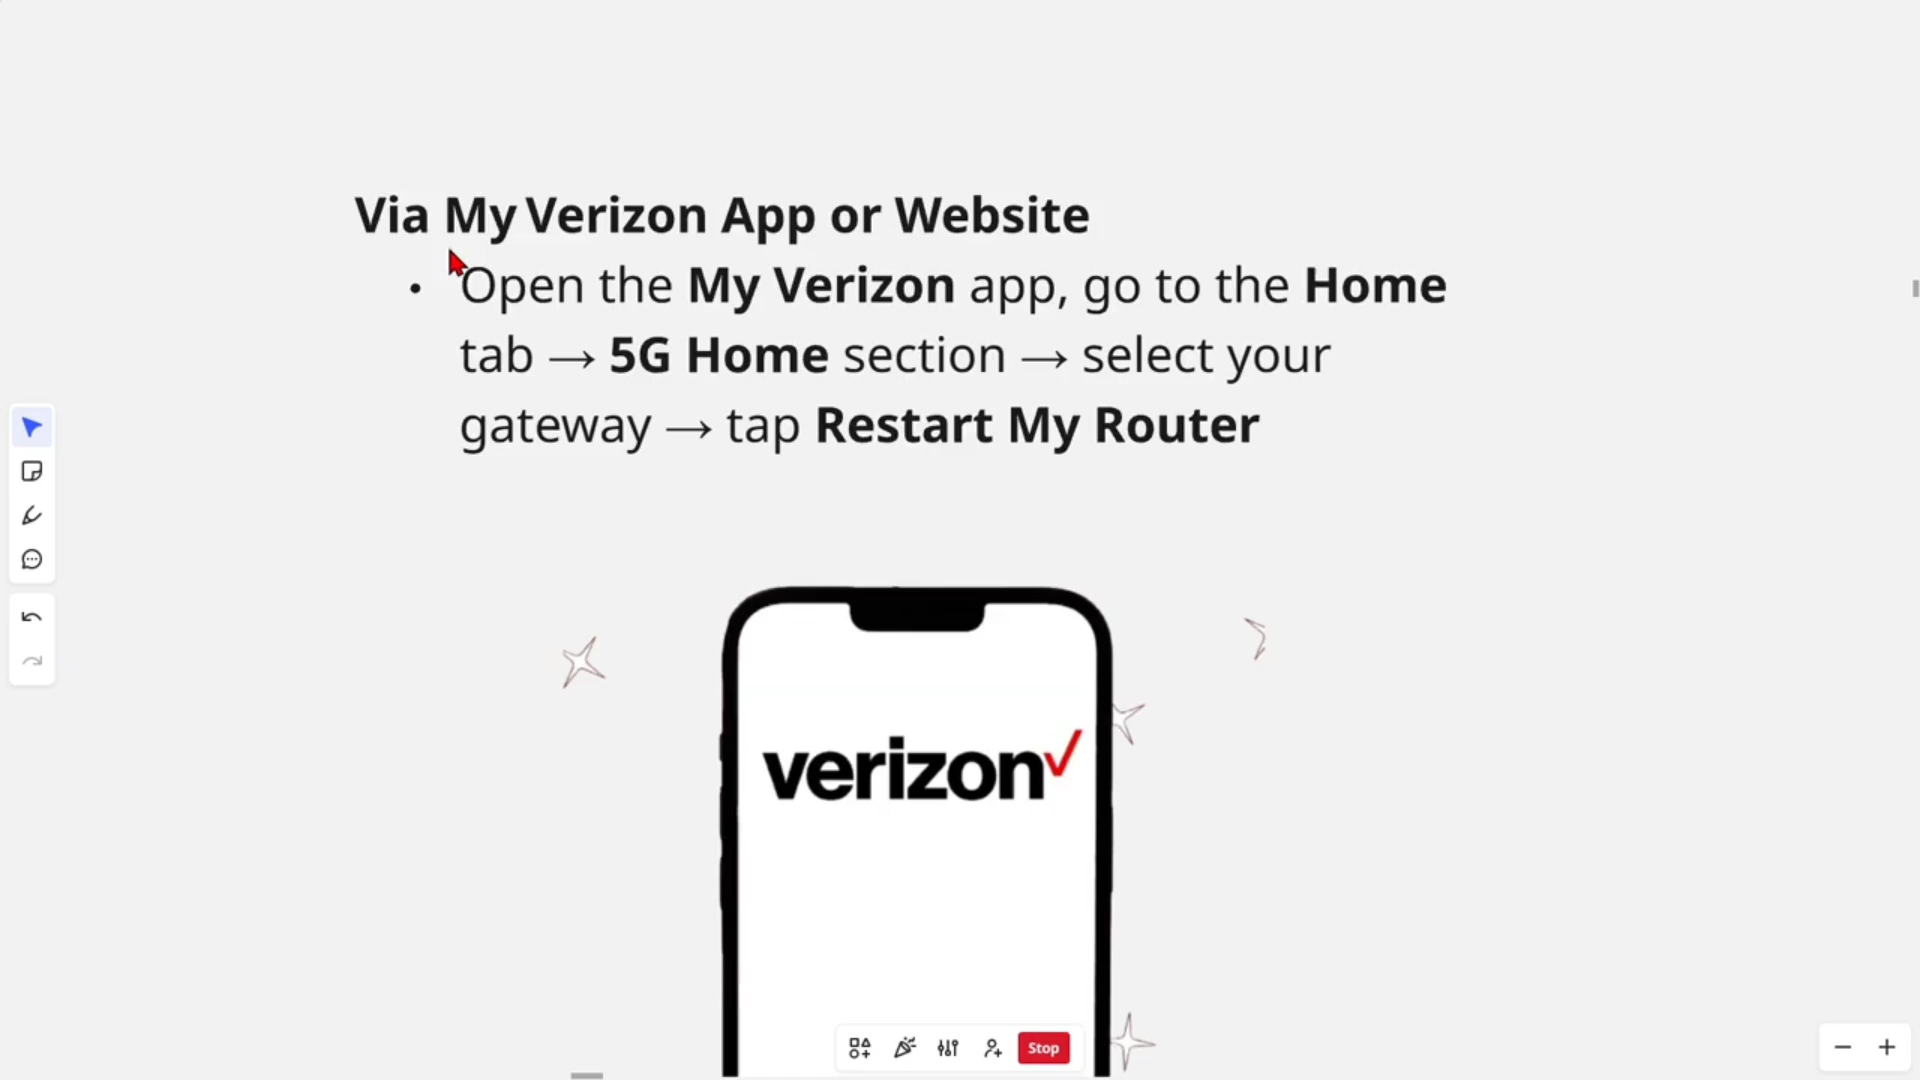 Via My Verizon App or Website
• Open the My Verizon app, go to the Home
tab → 5G Home section → select your
gateway → tap Restart My Router
verizon
Stop